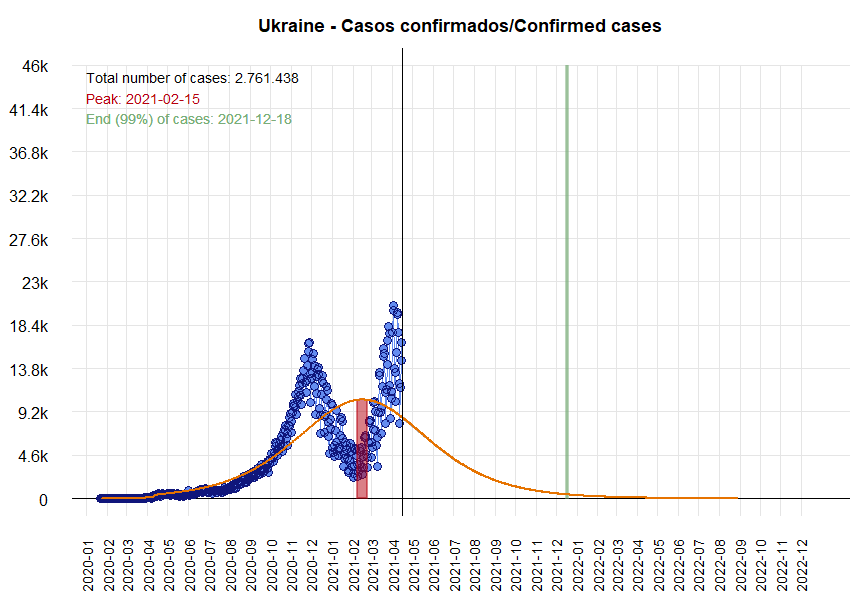 Ukraine - Casos confirmados/Confirmed cases
46k
Total number of cases: 2.761.438
Peak: 2021-02-15
41.4k
End (99%) of cases: 2021-12-18
36.8k
32.2k
27.6k
23k
18.4k
13.8k
9.2k
4.6k
0
2020-01
2020-02
2020-03
2020-04
2020-05
2020-06
2020-07
2020-08
2020-09
2020-10
2020-11
2020-12
2021-01
2021-02
2021-03
2021-04
2021-05
2021-06
2021-07
2021-08
2021-09
2021-10
2021-11
2021-12
2022-01
2022-02
2022-03
2022-04
2022-05
2022-06
2022-07
2022-08
2022-09
2022-10
2022-11
2022-12